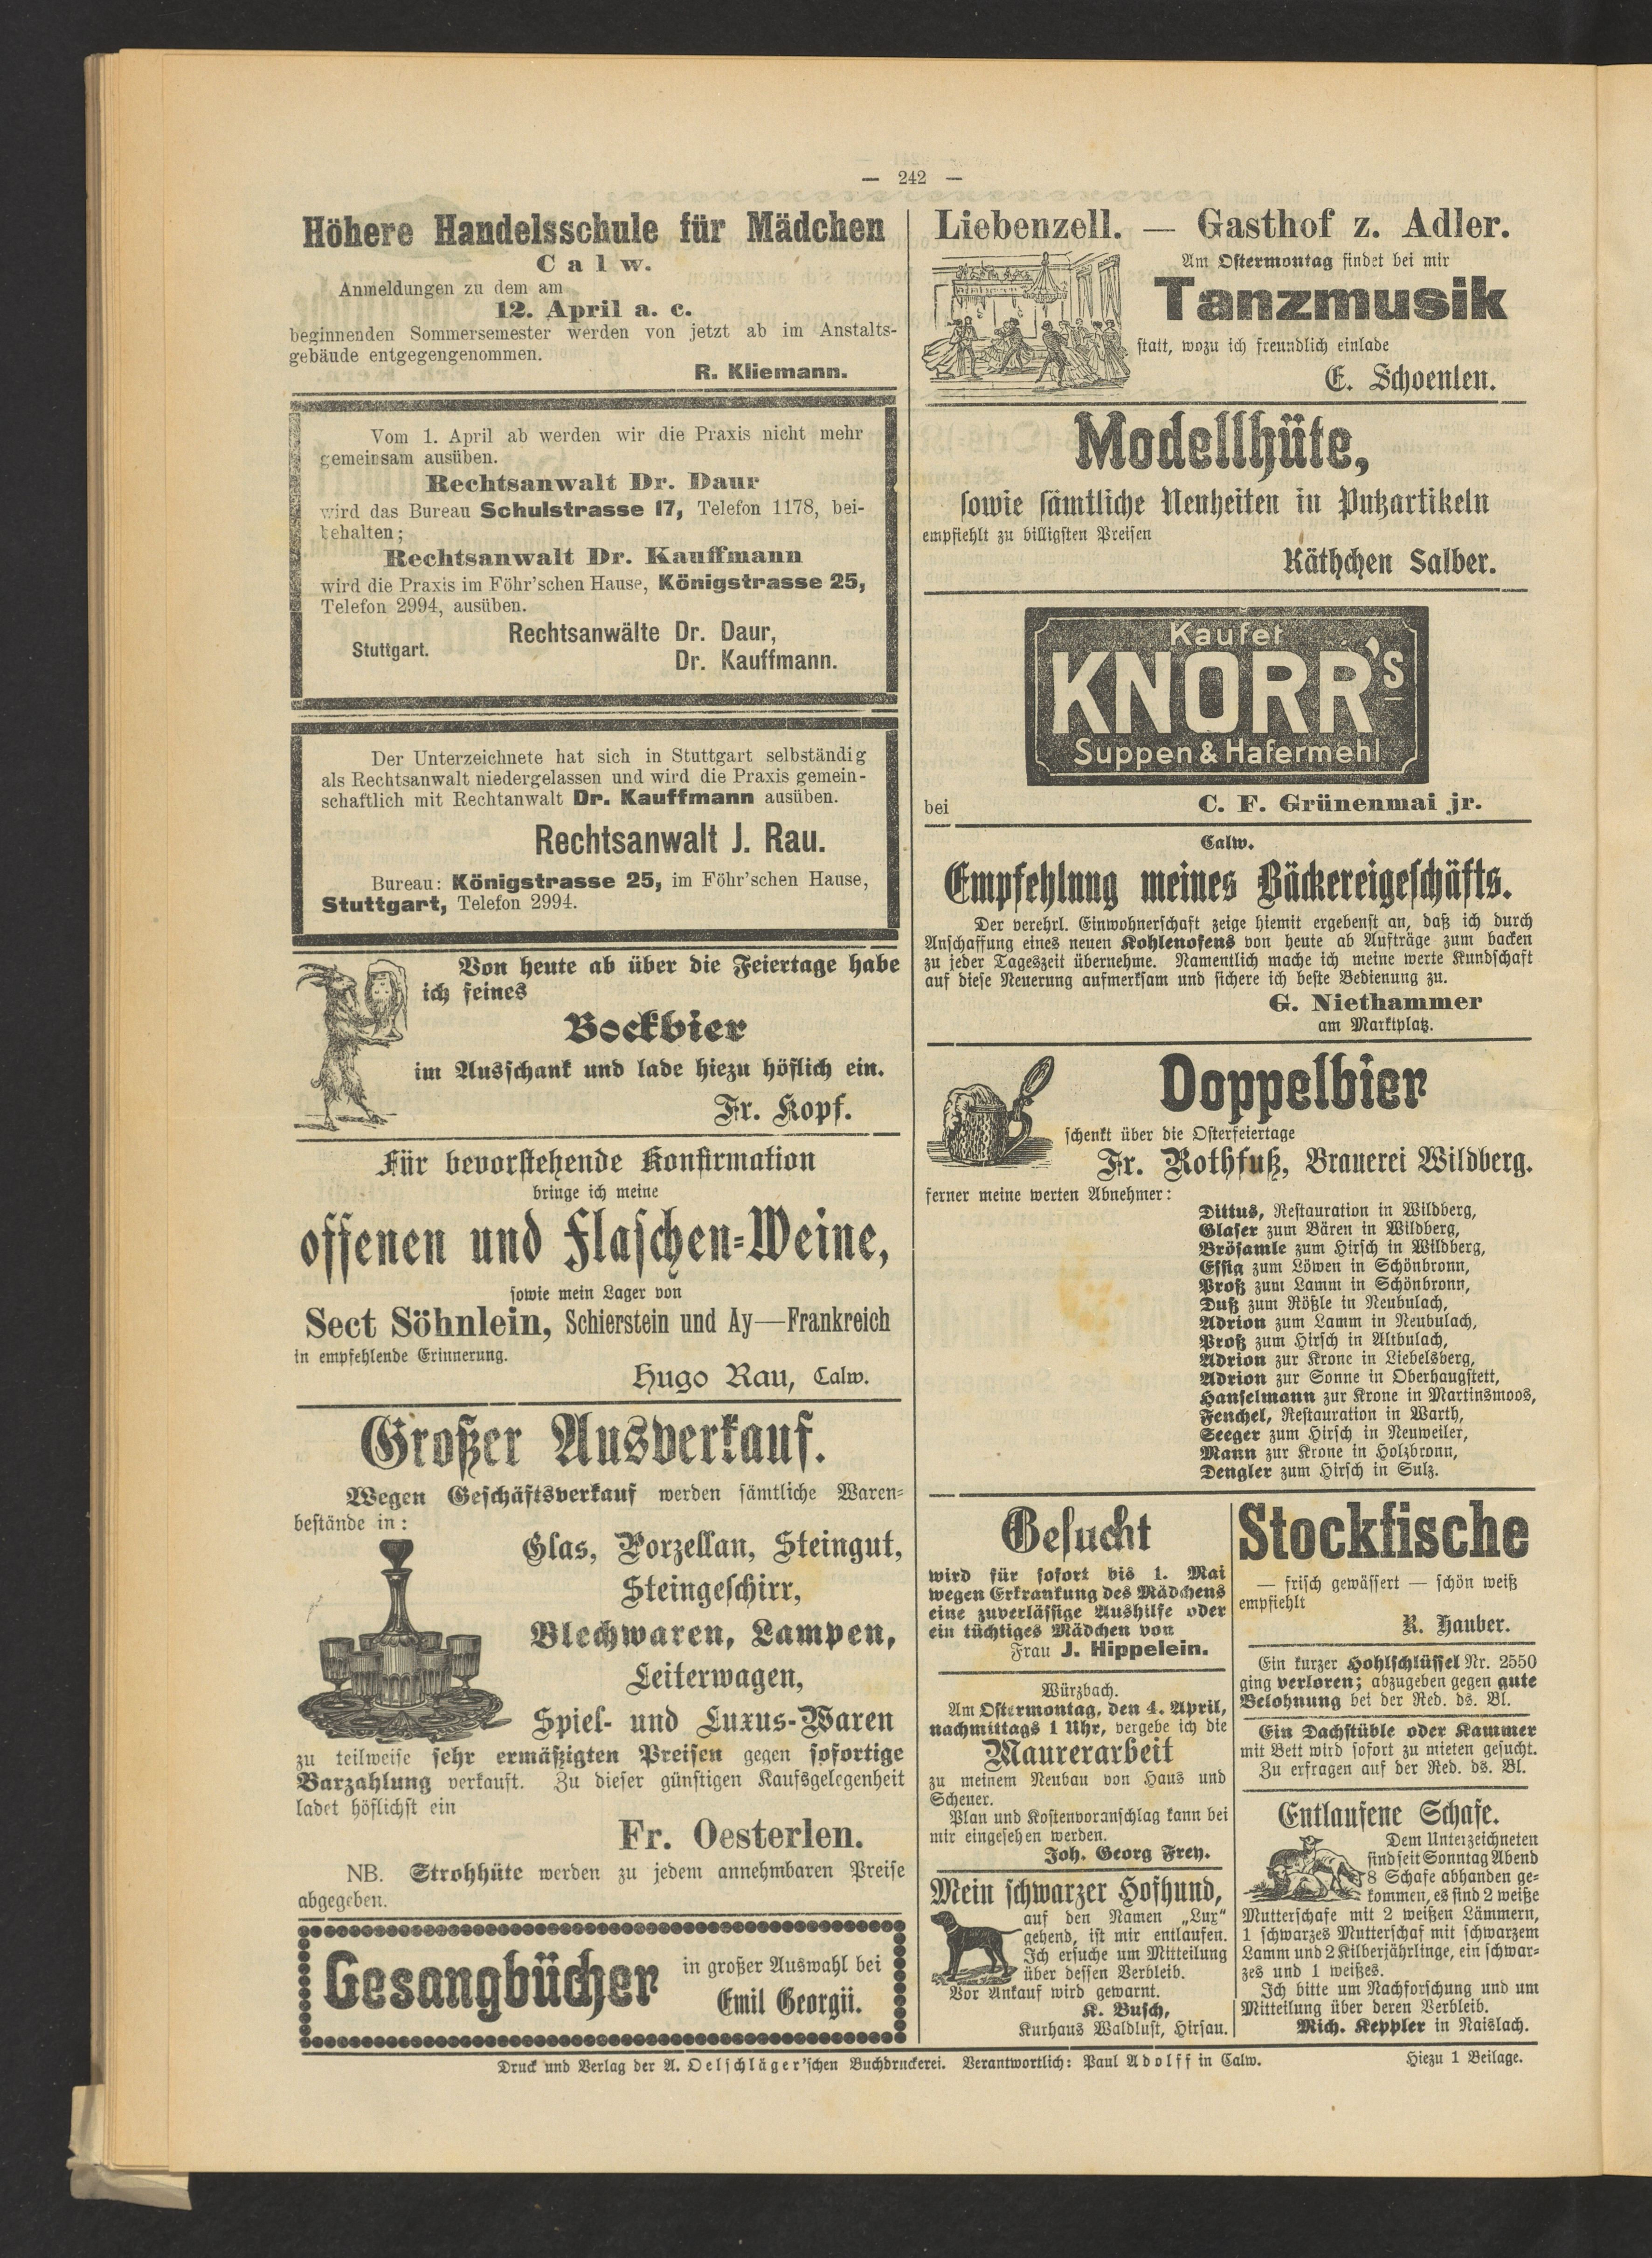 — 242 —
Höhere Handelsschule für Mädchen
Calw.
Anmeldungen zu dem am
12. April a. c.
beginnenden Sommersemester werden von jetzt ab im Anstalts-
gebäude entgegengenommen.
R. Kliemann.
Vom 1. April ab werden wir die Praxis nicht mehr
gemeinsam ausüben.
Rechtsanwalt Dr. Daur
wird das Bureau Schulstrasse 17, Telefon 1178, bei-
behalten;
Rechtsanwalt Dr. Kauffmann
wird die Praxis im Föhr'schen Hause, Königstrasse 25,
Telefon 2994, ausüben.
Rechtsanwälte Dr. Daur,
Stuttgart.
Dr. Kauffmann.
Der Unterzeichnete hat sich in Stuttgart selbständig
als Rechtsanwalt niedergelassen und wird die Praxis gemein-
schaftlich mit Rechtanwalt Dr. Kauffmann ausüben.
Rechtsanwalt J. Rau.
Bureau: Königstrasse 25, im Föhr'schen Hause,
Stuttgart, Telefon 2994.
Von heute ab über die Feiertage habe
ich feines
Bockbier
im Ausschank und lade hiezu höflich ein.
Fr. Kopf.
Für bevorstehende Konfirmation
bringe ich meine
offenen und Flaschen-Weine,
sowie mein Lager von
Sect Söhnlein, Schierstein und Ay—Frankreich
in empfehlende Erinnerung.
Hugo Rau, Calw.
Großer Ausverkauf.
Wegen Geschäftsverkauf werden sämtliche Waren-
bestände in:
Glas, Porzellan, Steingut,
Steingeschirr,
Blechwaren, Lampen,
Leiterwagen,
Spiel- und Luxus-Waren
zu teilweise sehr ermäßigten Preisen gegen sofortige
Barzahlung verkauft. Zu dieser günstigen Kaufsgelegenheit
ladet höflichst ein
Fr. Oesterlen.
NB. Strohhüte werden zu jedem annehmbaren Preise
abgegeben.
Gesangbücher
in großer Auswahl bei
Emil Georgii.
Liebenzell. — Gasthof z. Adler.
Am Ostermontag findet bei mir
Tanzmusik
statt, wozu ich freundlich einlade
E. Schoenlen.
Modellhüte,
sowie sämtliche Neuheiten in Putzartikeln
empfiehlt zu billigsten Preisen
Käthchen Salber.
Kaufet
KNORR's
Suppen & Hafermehl
bei
C. F. Grünenmai jr.
Calw.
Empfehlung meines Bäckereigeschäfts.
Der verehrl. Einwohnerschaft zeige hiemit ergebenst an, daß ich durch
Anschaffung eines neuen Kohlenofens von heute ab Aufträge zum backen
zu jeder Tageszeit übernehme. Namentlich mache ich meine werte Kundschaft
auf diese Neuerung aufmerksam und sichere ich beste Bedienung zu.
G. Niethammer
am Marktplatz.
Doppelbier
schenkt über die Osterfeiertage
Fr. Rothfuß, Brauerei Wildberg.
ferner meine werten Abnehmer:
Dittus, Restauration in Wildberg,
Glaser zum Bären in Wildberg,
Brösamle zum Hirsch in Wildberg,
Essig zum Löwen in Schönbronn,
Proß zum Lamm in Schönbronn,
Duß zum Rößle in Neubulach,
Adrion zum Lamm in Neubulach,
Proß zum Hirsch in Altbulach,
Adrion zur Krone in Liebelsberg,
Adrion zur Sonne in Oberhaugstett,
Hanselmann zur Krone in Martinsmoos,
Fenchel, Restauration in Warth,
Seeger zum Hirsch in Neuweiler,
Mann zur Krone in Holzbronn,
Dengler zum Hirsch in Sulz.
Gesucht
wird für sofort bis 1. Mai
wegen Erkrankung des Mädchens
eine zuverlässige Aushilfe oder
ein tüchtiges Mädchen von
Frau J. Hippelein.
Würzbach.
Am Ostermontag, den 4. April,
nachmittags 1 Uhr, vergebe ich die
Maurerarbeit
zu meinem Neubau von Haus und
Scheuer.
Plan und Kostenvoranschlag kann bei
mir eingesehen werden.
Joh. Georg Frey.
Mein schwarzer Hofhund,
auf den Namen „Lux“
gehend, ist mir entlaufen.
Ich ersuche um Mitteilung
über dessen Verbleib.
Vor Ankauf wird gewarnt.
K. Busch,
Kurhaus Waldlust, Hirsau.
Stockfische
— frisch gewässert — schön weiß
empfiehlt
R. Hauber.
Ein kurzer Hohlschlüssel Nr. 2550
ging verloren; abzugeben gegen gute
Belohnung bei der Red. ds. Bl.
Ein Dachstüble oder Kammer
mit Bett wird sofort zu mieten gesucht.
Zu erfragen auf der Red. ds. Bl.
Entlaufene Schafe.
Dem Unterzeichneten
sind seit Sonntag Abend
8 Schafe abhanden ge-
kommen, es sind 2 weiße
Mutterschafe mit 2 weißen Lämmern,
1 schwarzes Mutterschaf mit schwarzem
Lamm und 2 Kilberjährlinge, ein schwar-
zes und 1 weißes.
Ich bitte um Nachforschung und um
Mitteilung über deren Verbleib.
Mich. Keppler in Naislach.
Druck und Verlag der A. Oelschläger'schen Buchdruckerei. Verantwortlich: Paul Adolff in Calw.
Hiezu 1 Beilage.